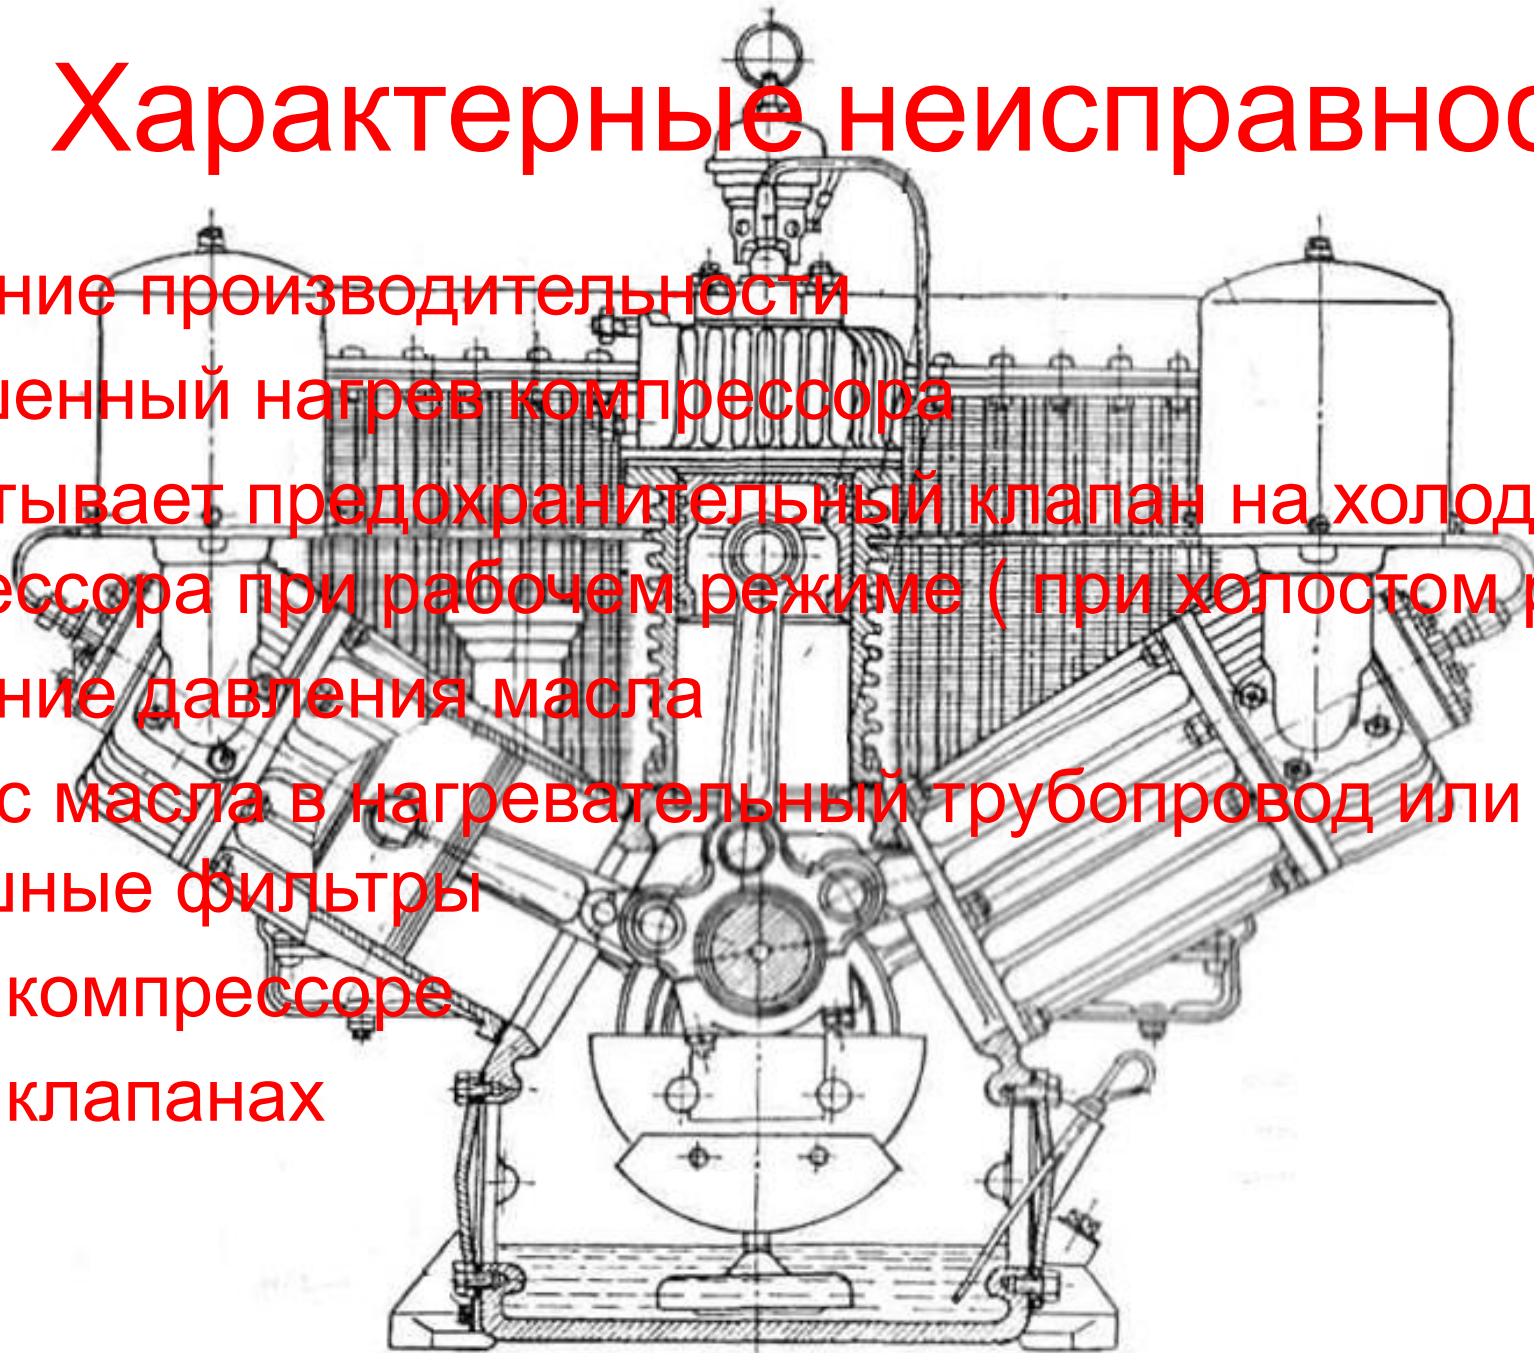 Характерные неисправнос
ние производительности
шенный нагрев компрессора
тывает предохранительный клапан на холод
ессора при рабочем режиме ( при холостом р
ние давления масла
с масла в нагревательный трубопровод или
шные фильтры
компрессоре
клапанах